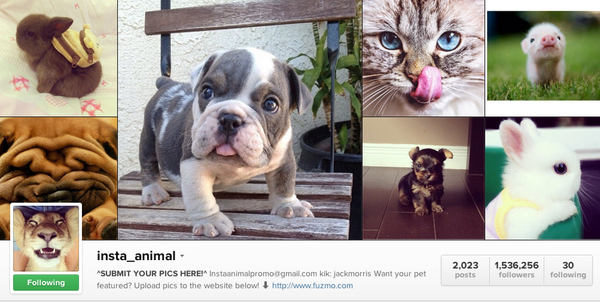 insta_animal
^SUBMIT YOUR PICS HERE!^ Instaanimalpromo@gmail.com kik: jackmorris Want your pet
featured? Upload pics to the website below! ⬇ http://www.fuzmo.com
Following
2,023 1,536,256 30
posts followers following